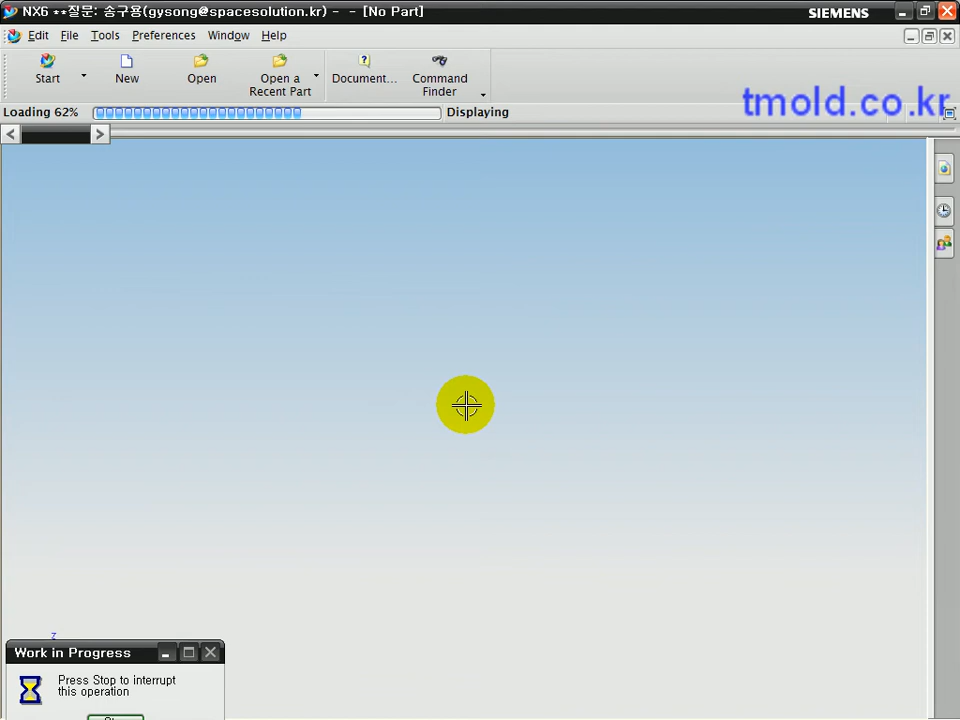 NX6 **질문: 송구용(gysong@spacesolution.kr) - - [No Part]
SIEMENS
Edit File Tools Preferences Window Help
Start
New
Open
Open a
Recent Part
Document...
Command
Finder
Loading 62%
Displaying
tmold.co.kr
z
Work in Progress
Press Stop to interrupt
this operation